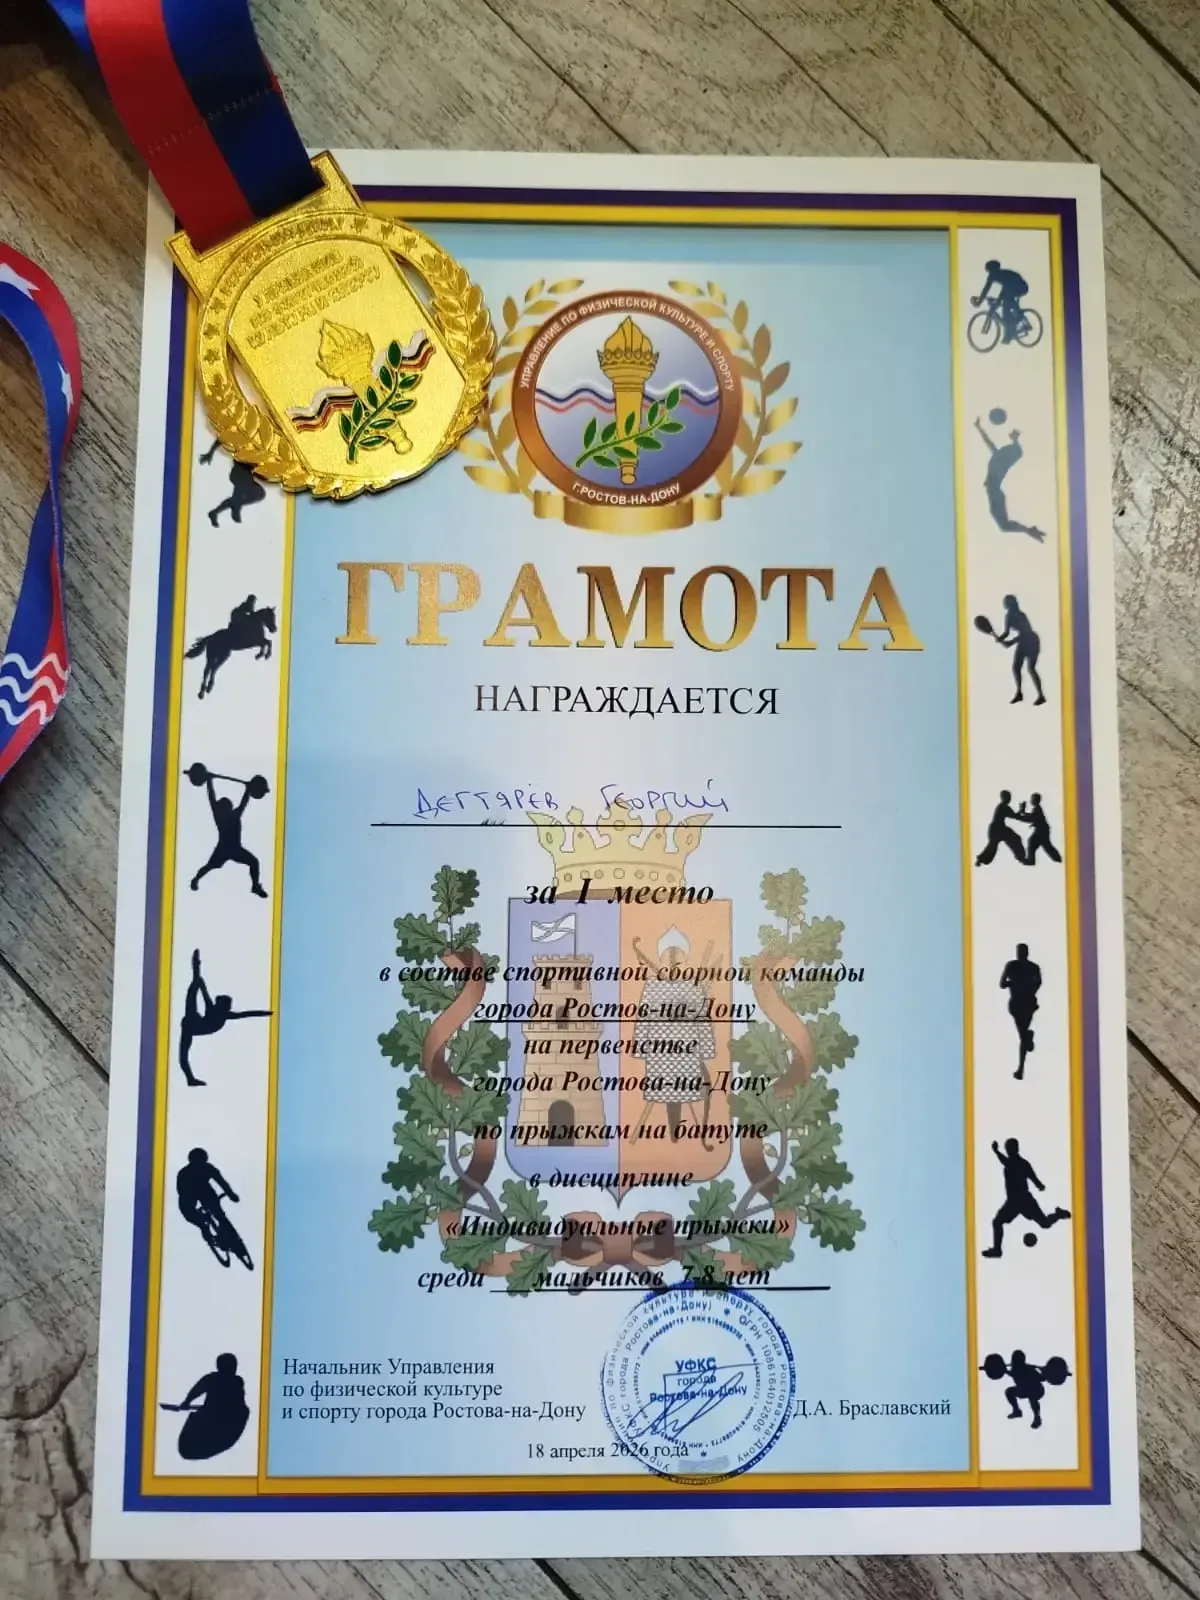 УПРАВЛЕНИЕ ПО ФИЗИЧЕСКОЙ КУЛЬТУРЕ И СПОРТУ
Г.РОСТОВ-НА-ДОНУ
ГРАМОТА
НАГРАЖДАЕТСЯ
Дегтярёв Георгий
за I место
в составе спортивной сборной команды
города Ростов-на-Дону
на первенстве
города Ростова-на-Дону
по прыжкам на батуте
в дисциплине
«Индивидуальные прыжки»
среди мальчиков 7-8 лет
Начальник Управления
по физической культуре
и спорту города Ростова-на-Дону
УФКС
города
Ростова-на-Дону
Д.А. Браславский
18 апреля 2026 года